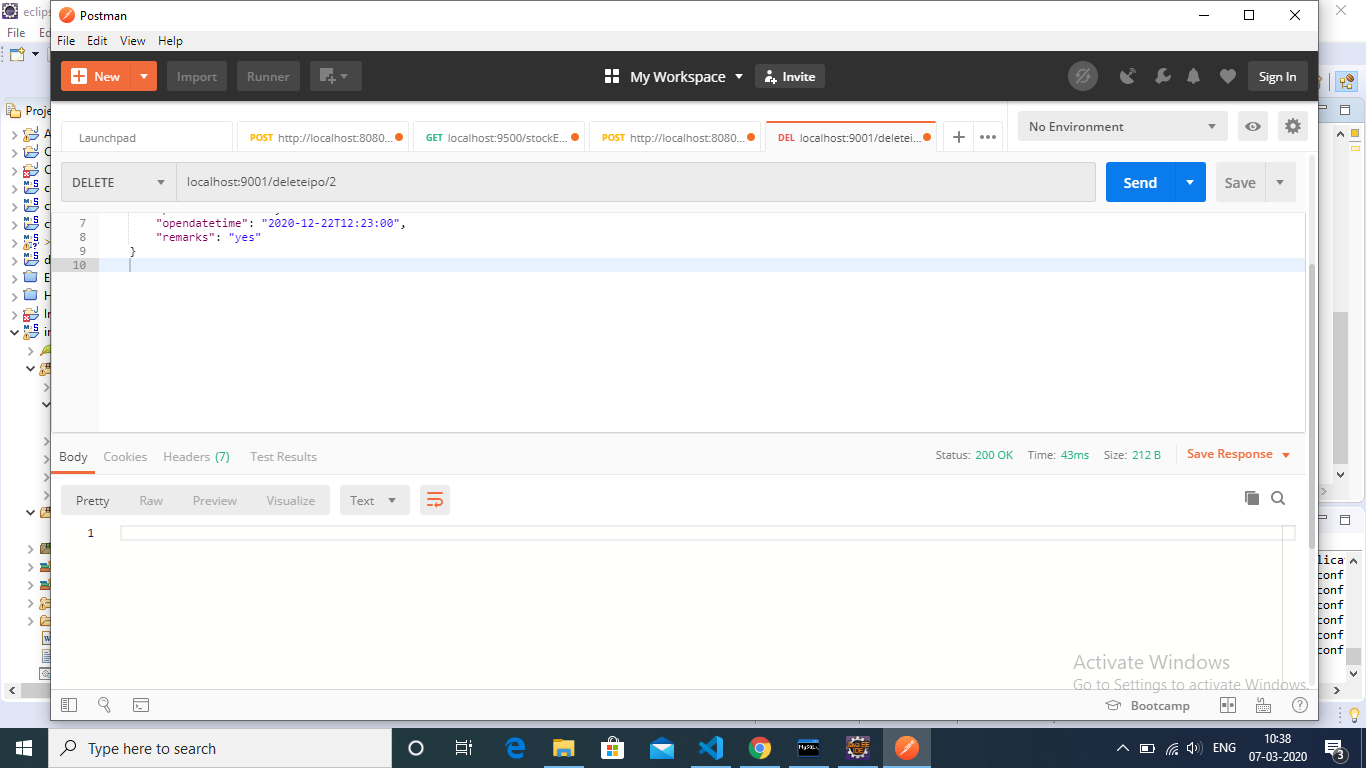 eclips
Postman
File Edit View Help
File
New Import Runner My Workspace Invite Sign In
Proje
Launchpad POST http://localhost:8080... GET localhost:9500/stockE... POST http://localhost:8080... DEL localhost:9001/deletei... No Environment
DELETE localhost:9001/deleteipo/2 Send Save
7 "opendatetime": "2020-12-22T12:23:00",
8 "remarks": "yes"
9 }
10
Body Cookies Headers (7) Test Results Status: 200 OK Time: 43ms Size: 212 B Save Response
Pretty Raw Preview Visualize Text
1
lica
conf
conf
conf
conf
conf
conf
Activate Windows
Go to Settings to activate Windows.
Bootcamp
Type here to search
ENG
10:38
07-03-2020
3